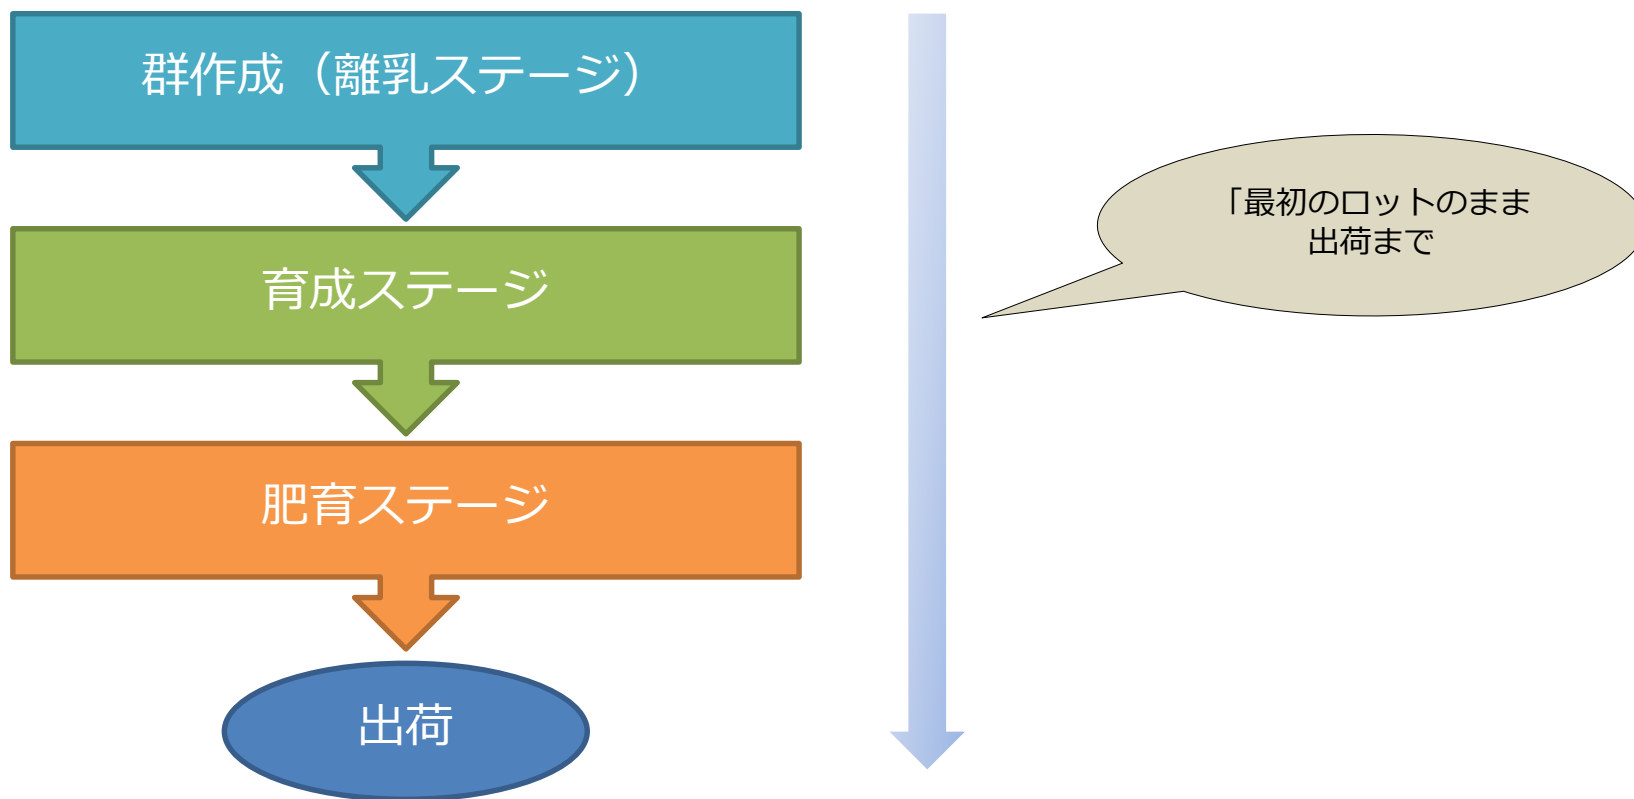 群作成（離乳ステージ）
「最初のロットのまま
出荷まで
育成ステージ
肥育ステージ
出荷